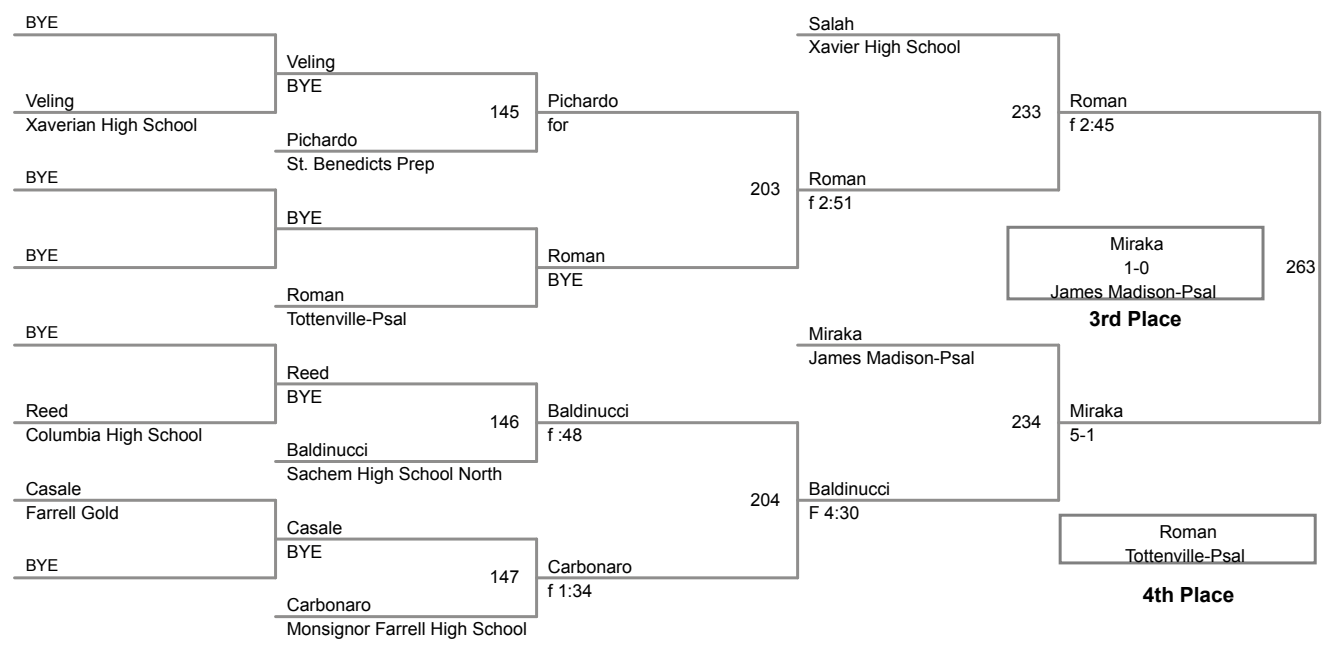 BYE
Veling
Xaverian High School
BYE
BYE
BYE
Reed
Columbia High School
Casale
Farrell Gold
BYE
Veling
BYE
145
Pichardo
St. Benedicts Prep
BYE
Roman
Tottenville-Psal
Reed
BYE
146
Baldinucci
Sachem High School North
Casale
BYE
147
Carbonaro
Monsignor Farrell High School
Pichardo
for
203
Roman
BYE
Baldinucci
f :48
204
Carbonaro
f 1:34
Salah
Xavier High School
233
Roman
f 2:51
Miraka
James Madison-Psal
234
Baldinucci
F 4:30
Roman
f 2:45
Miraka
1-0
James Madison-Psal
3rd Place
263
Miraka
5-1
Roman
Tottenville-Psal
4th Place